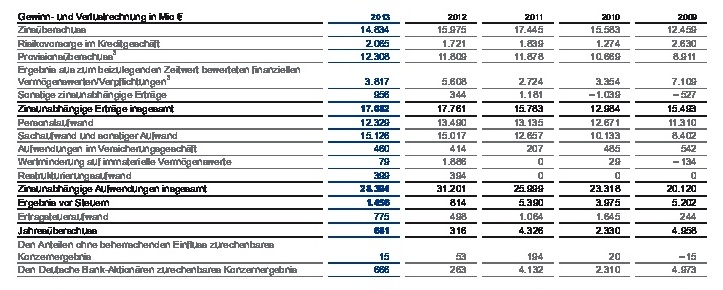 Gewinn- und Verlustrechnung in Mio € 2013 2012 2011 2010 2009
Zinsüberschuss 14.834 15.975 17.445 15.583 12.459
Risikovorsorge im Kreditgeschäft 2.065 1.721 1.839 1.274 2.630
Provisionsüberschuss³ 12.308 11.809 11.878 10.669 8.911
Ergebnis aus zum beizulegenden Zeitwert bewerteten finanziellen
Vermögenswerten/Verpflichtungen³ 3.817 5.608 2.724 3.354 7.109
Sonstige zinsunabhängige Erträge 956 344 1.181 –1.039 –527
Zinsunabhängige Erträge insgesamt 17.082 17.761 15.783 12.984 15.493
Personalaufwand 12.329 13.490 13.135 12.671 11.310
Sachaufwand und sonstiger Aufwand 15.126 15.017 12.657 10.133 8.402
Aufwendungen im Versicherungsgeschäft 460 414 207 485 542
Wertminderung auf immaterielle Vermögenswerte 79 1.886 0 29 –134
Restrukturierungsaufwand 399 394 0 0 0
Zinsunabhängige Aufwendungen insgesamt 28.394 31.201 25.999 23.318 20.120
Ergebnis vor Steuern 1.456 814 5.390 3.975 5.202
Ertragsteueraufwand 775 498 1.064 1.645 244
Jahresüberschuss 681 316 4.326 2.330 4.958
Den Anteilen ohne beherrschenden Einfluss zurechenbares
Konzernergebnis 15 53 194 20 –15
Den Deutsche Bank-Aktionären zurechenbares Konzernergebnis 666 263 4.132 2.310 4.973